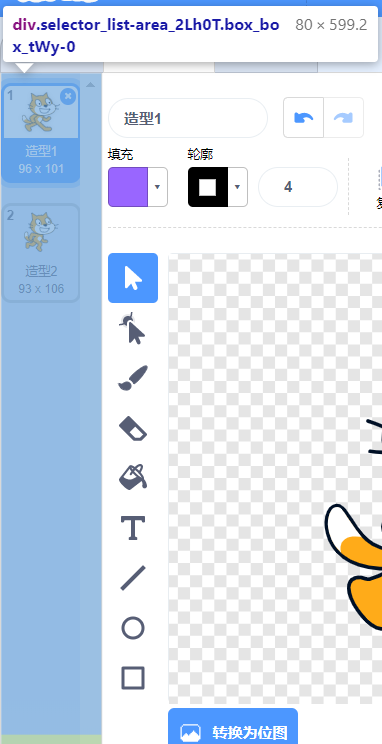 div.selector_list-area_2Lh0T.box_bo
x_tWy-0
80 × 599.2
1
造型1
96 x 101
2
造型2
93 x 106
造型1
填充
轮廓
4
T
转换为位图